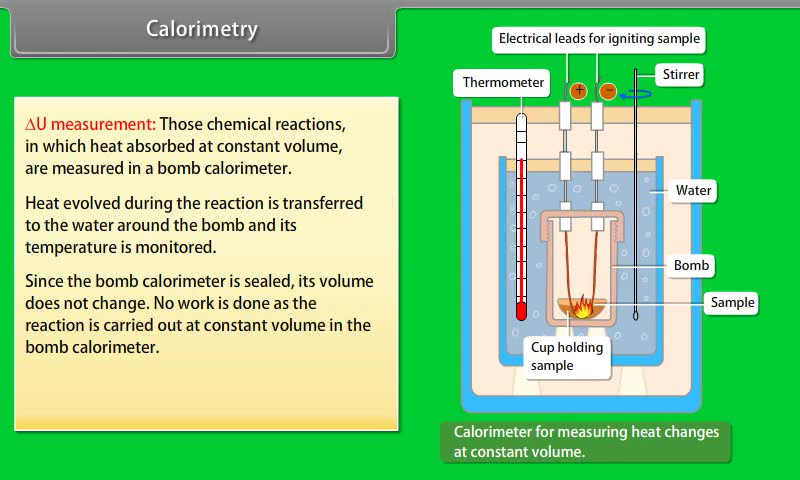 Calorimetry
ΔU measurement: Those chemical reactions,
in which heat absorbed at constant volume,
are measured in a bomb calorimeter.
Heat evolved during the reaction is transferred
to the water around the bomb and its
temperature is monitored.
Since the bomb calorimeter is sealed, its volume
does not change. No work is done as the
reaction is carried out at constant volume in the
bomb calorimeter.
Electrical leads for igniting sample
Thermometer
Stirrer
+
−
Water
Bomb
Sample
Cup holding
sample
Calorimeter for measuring heat changes
at constant volume.